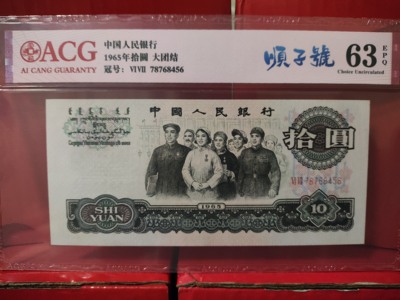 ACG
AI CANG GUARANTY
中国人民银行
1965年拾圆 大团结
冠号: VIVII 78768456
順子號
63 EPQ
Choice Uncirculated
中國人民銀行
拾圓
1965
SHI
YUAN
10